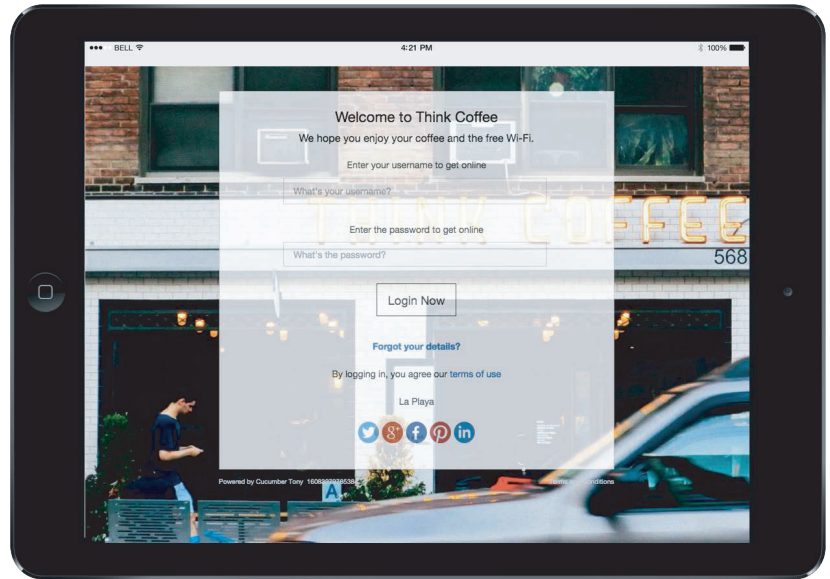 BELL
4:21 PM
100%
Welcome to Think Coffee
We hope you enjoy your coffee and the free Wi-Fi.
Enter your username to get online
What's your username?
THINK COFFEE
Enter the password to get online
What's the password?
568
Login Now
Forgot your details?
By logging in, you agree our terms of use
La Playa
8+ f in
Powered by Cucumber Tony
A
Conditions